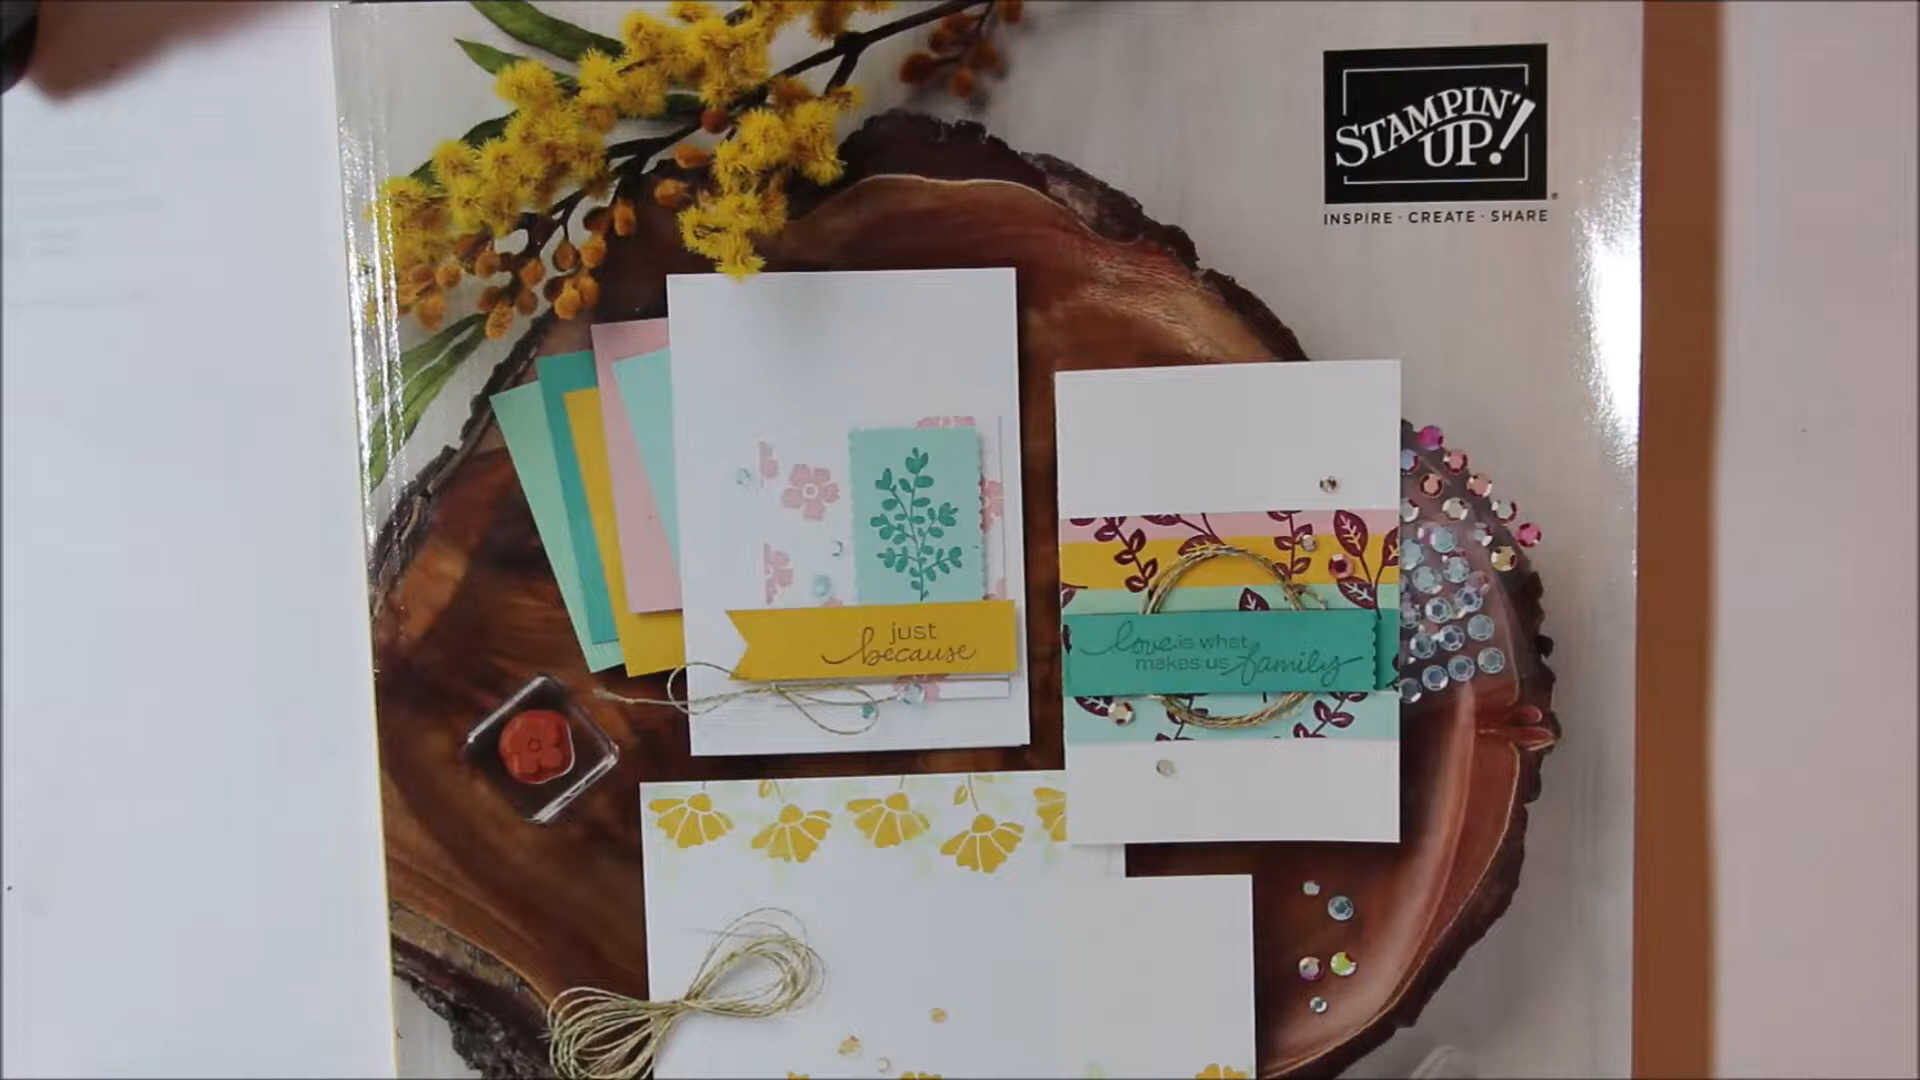 STAMPIN'
UP!
INSPIRE · CREATE · SHARE
just
because
love is what
makes us family